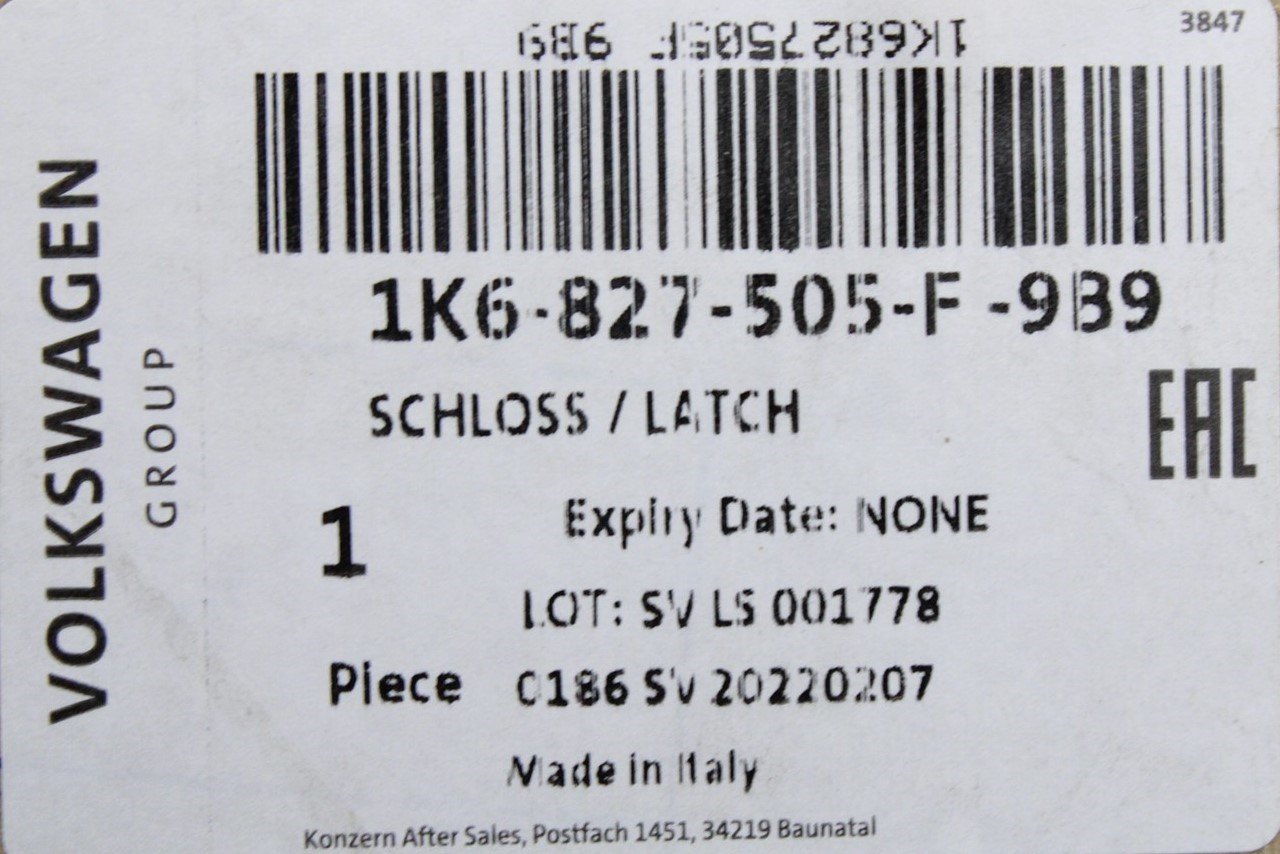 3847
1K6827505F 9B9
1K6-827-505-F -9B9
SCHLOSS / LATCH
EAC
VOLKSWAGEN
GROUP
1
Expiry Date: NONE
LOT: SV LS 001778
Piece
0186 SV 20220207
Made in Italy
Konzern After Sales, Postfach 1451, 34219 Baunatal